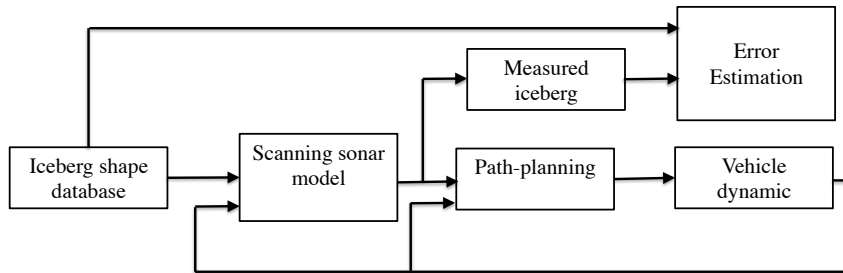 Error
Estimation
Measured
iceberg
Iceberg shape
database
Scanning sonar
model
Path-planning
Vehicle
dynamic